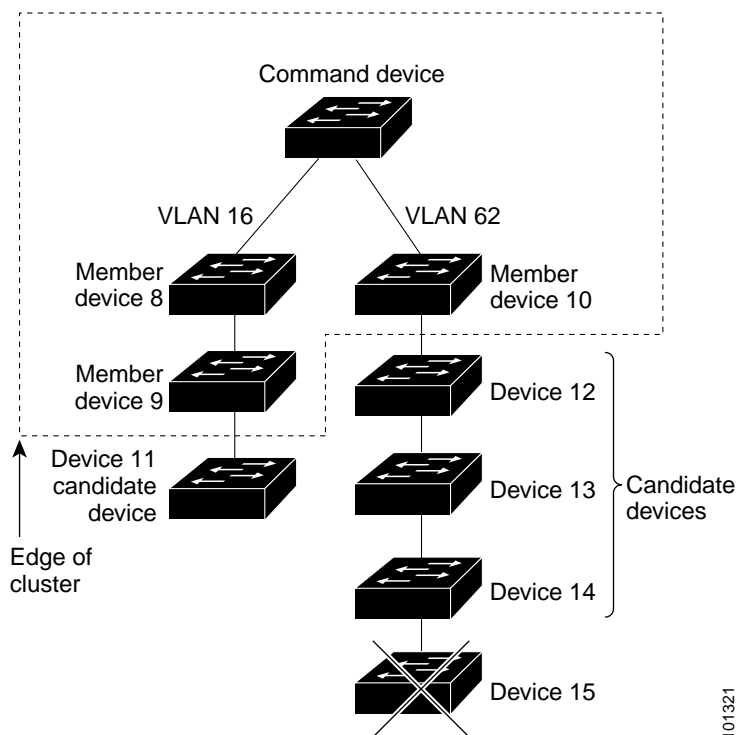 Command device
VLAN 16
VLAN 62
Member
device 8
Member
device 10
Member
device 9
Device 12
Device 11
candidate
device
Device 13
Candidate
devices
Edge of
cluster
Device 14
Device 15
101321